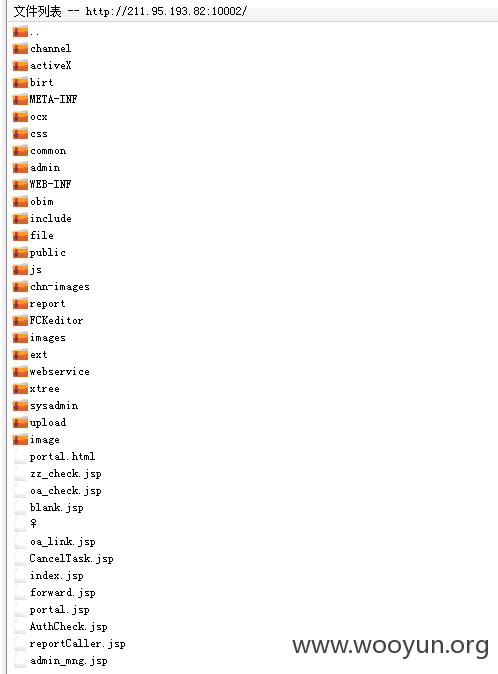 文件列表 -- http://211.95.193.82:10002/
..
channel
activeX
birt
META-INF
ocx
css
common
admin
WEB-INF
obim
include
file
public
js
chn-images
report
FCKeditor
images
ext
webservice
xtree
sysadmin
upload
image
portal.html
zz_check.jsp
oa_check.jsp
blank.jsp
♀
oa_link.jsp
CancelTask.jsp
index.jsp
forward.jsp
portal.jsp
AuthCheck.jsp
reportCaller.jsp
admin_mng.jsp
www.wooyun.org